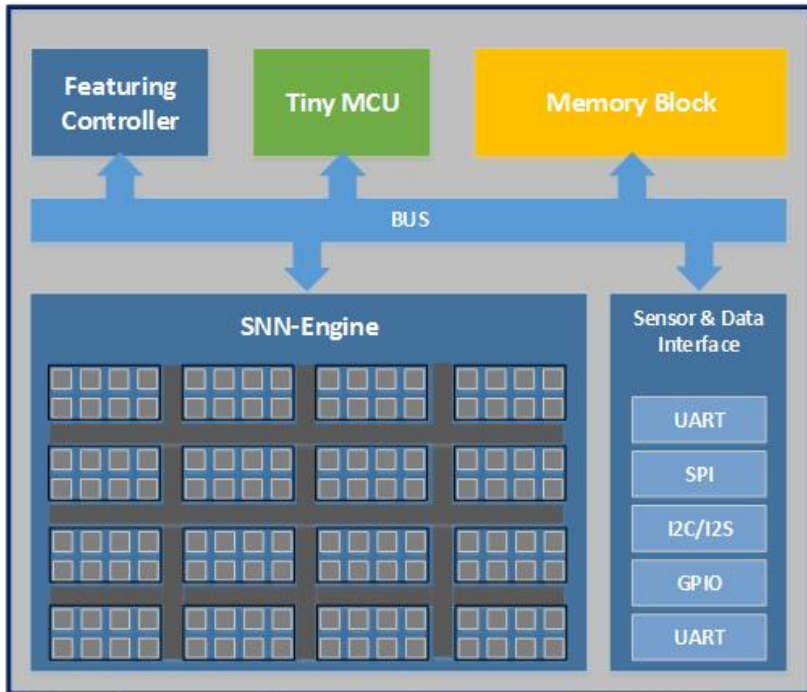 Featuring
Controller
Tiny MCU
Memory Block
BUS
SNN-Engine
Sensor & Data
Interface
UART
SPI
I2C/I2S
GPIO
UART